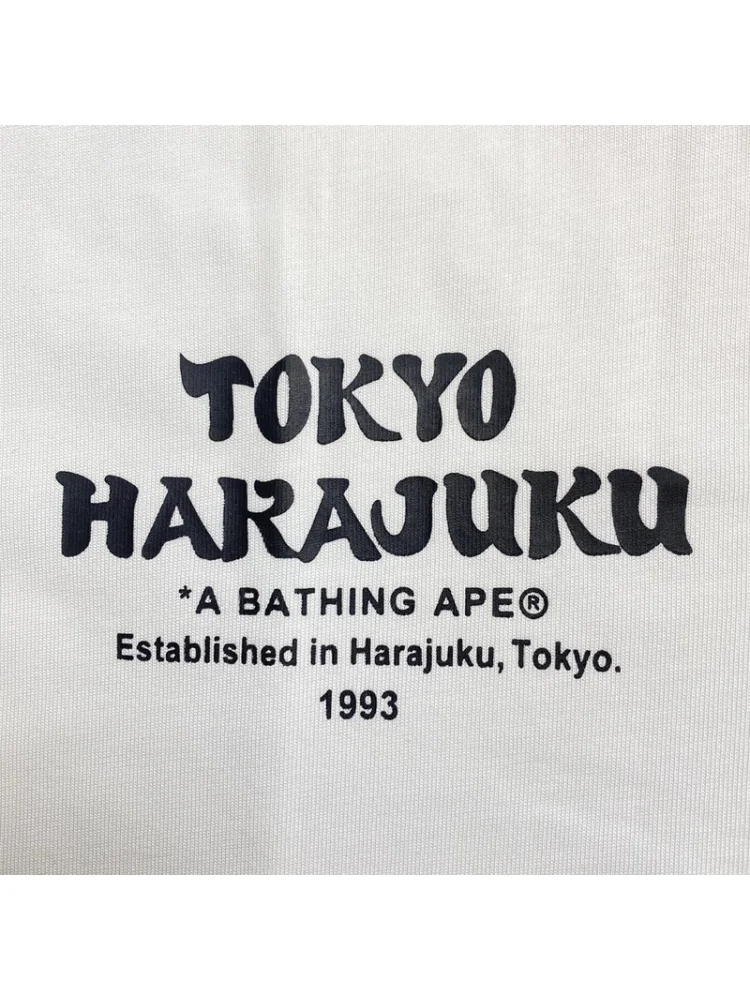 TOKYO
HARAJUKU
*A BATHING APE®
Established in Harajuku, Tokyo.
1993